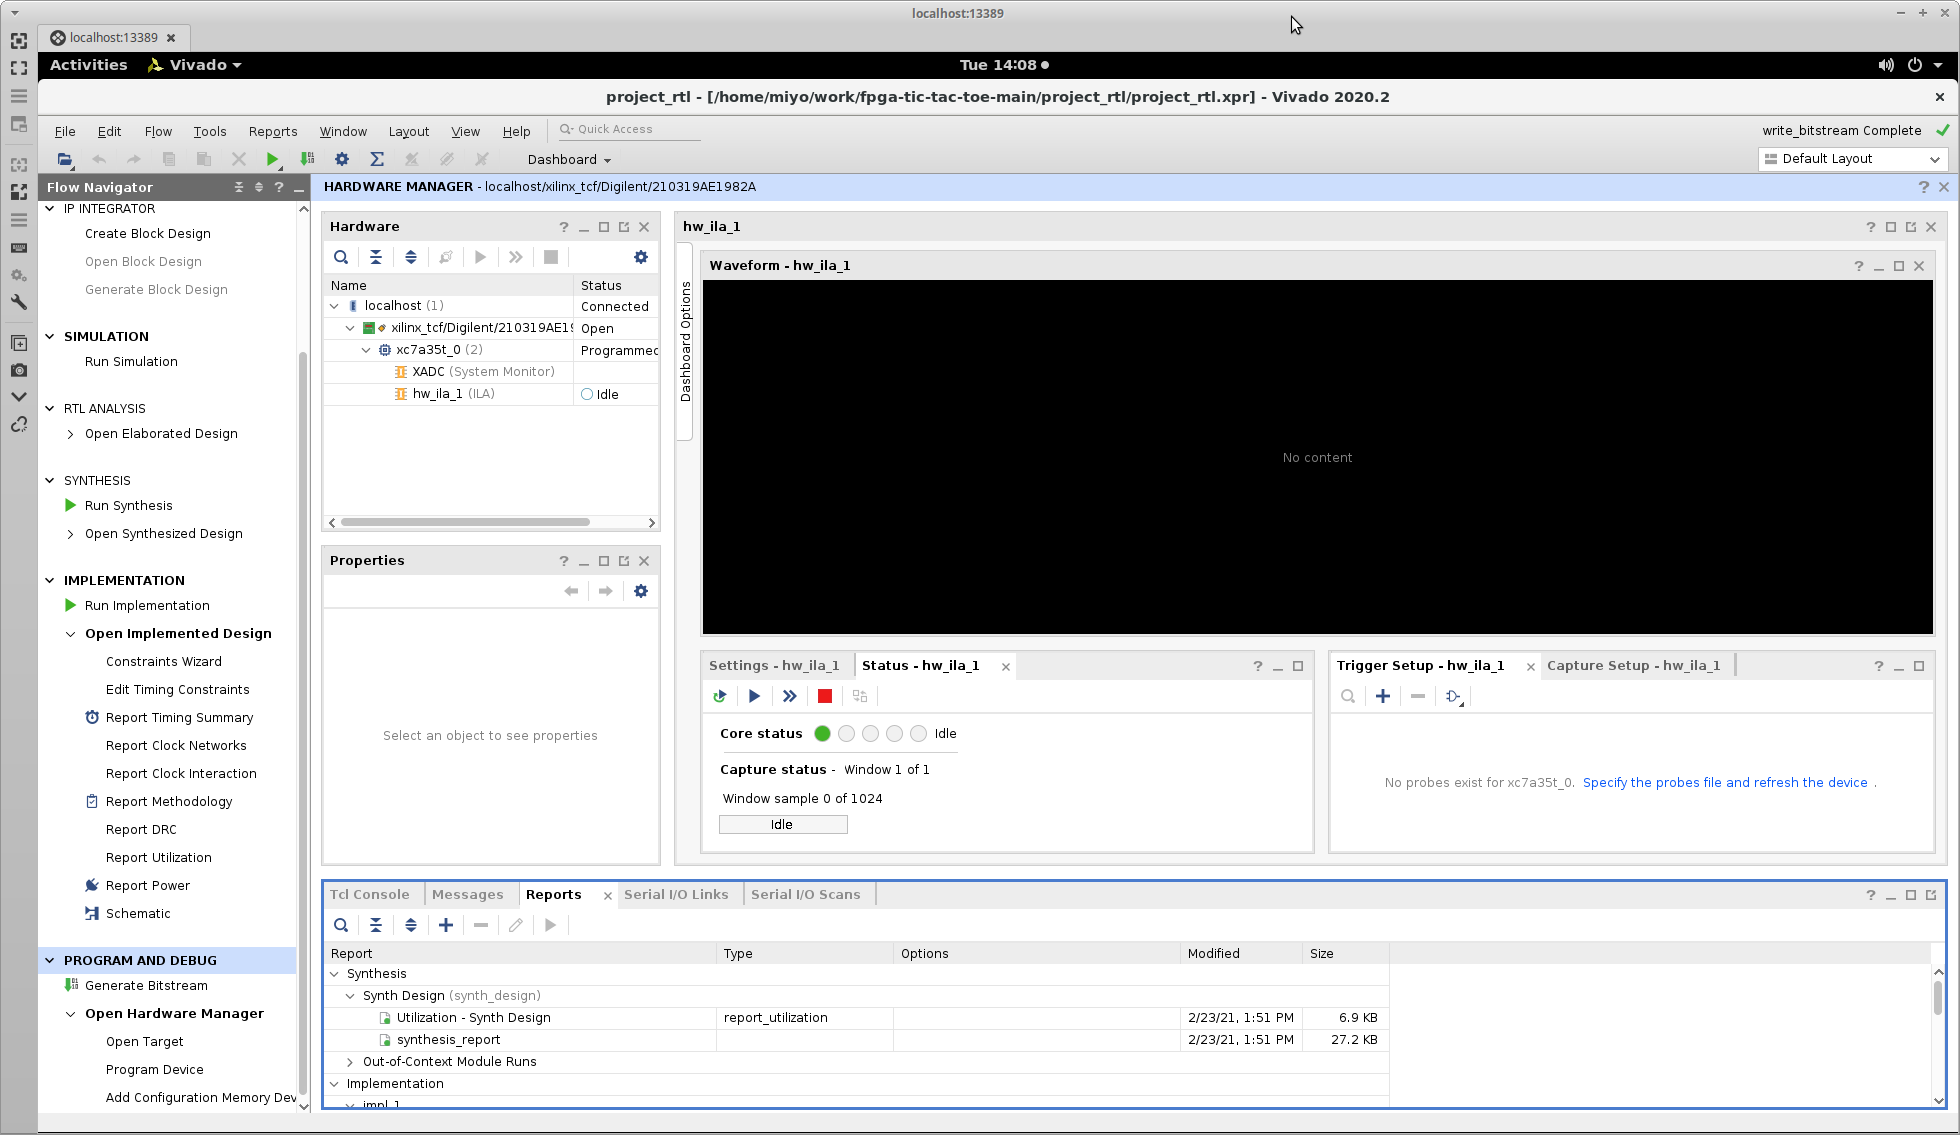 localhost:13389
localhost:13389
Activities Vivado Tue 14:08
project_rtl - [/home/miyo/work/fpga-tic-tac-toe-main/project_rtl/project_rtl.xpr] - Vivado 2020.2
File Edit Flow Tools Reports Window Layout View Help Quick Access write_bitstream Complete
Dashboard Default Layout
Flow Navigator
HARDWARE MANAGER - localhost/xilinx_tcf/Digilent/210319AE1982A
IP INTEGRATOR
Create Block Design
Open Block Design
Generate Block Design
SIMULATION
Run Simulation
RTL ANALYSIS
Open Elaborated Design
SYNTHESIS
Run Synthesis
Open Synthesized Design
IMPLEMENTATION
Run Implementation
Open Implemented Design
Constraints Wizard
Edit Timing Constraints
Report Timing Summary
Report Clock Networks
Report Clock Interaction
Report Methodology
Report DRC
Report Utilization
Report Power
Schematic
PROGRAM AND DEBUG
Generate Bitstream
Open Hardware Manager
Open Target
Program Device
Add Configuration Memory Dev
Hardware
Name Status
localhost (1) Connected
xilinx_tcf/Digilent/210319AE19 Open
xc7a35t_0 (2) Programmed
XADC (System Monitor)
hw_ila_1 (ILA) Idle
Properties
Select an object to see properties
hw_ila_1
Dashboard Options
Waveform - hw_ila_1
No content
Settings - hw_ila_1 Status - hw_ila_1
Core status Idle
Capture status - Window 1 of 1
Window sample 0 of 1024
Idle
Trigger Setup - hw_ila_1 Capture Setup - hw_ila_1
No probes exist for xc7a35t_0. Specify the probes file and refresh the device .
Tcl Console Messages Reports Serial I/O Links Serial I/O Scans
Report Type Options Modified Size
Synthesis
Synth Design (synth_design)
Utilization - Synth Design report_utilization 2/23/21, 1:51 PM 6.9 KB
synthesis_report 2/23/21, 1:51 PM 27.2 KB
Out-of-Context Module Runs
Implementation
impl_1